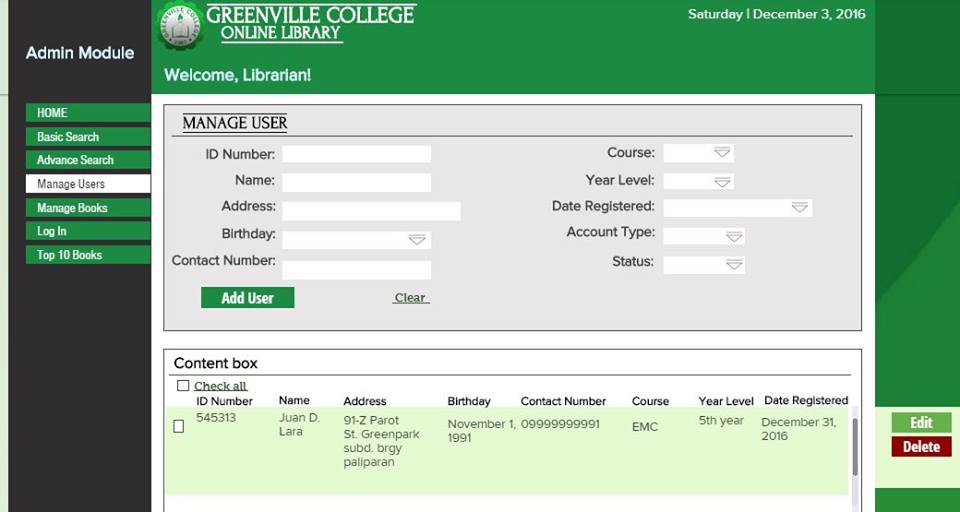 GREENVILLE COLLEGE
ONLINE LIBRARY
Saturday | December 3, 2016
Admin Module
Welcome, Librarian!
HOME
Basic Search
Advance Search
Manage Users
Manage Books
Log In
Top 10 Books
MANAGE USER
ID Number:
Name:
Address:
Birthday:
Contact Number:
Course:
Year Level:
Date Registered:
Account Type:
Status:
Add User
Clear
Content box
Check all
ID Number Name Address Birthday Contact Number Course Year Level Date Registered
545313
Juan D.
Lara
91-Z Parot
St. Greenpark
subd. brgy
paliparan
November 1,
1991
09999999991
EMC
5th year
December 31,
2016
Edit
Delete